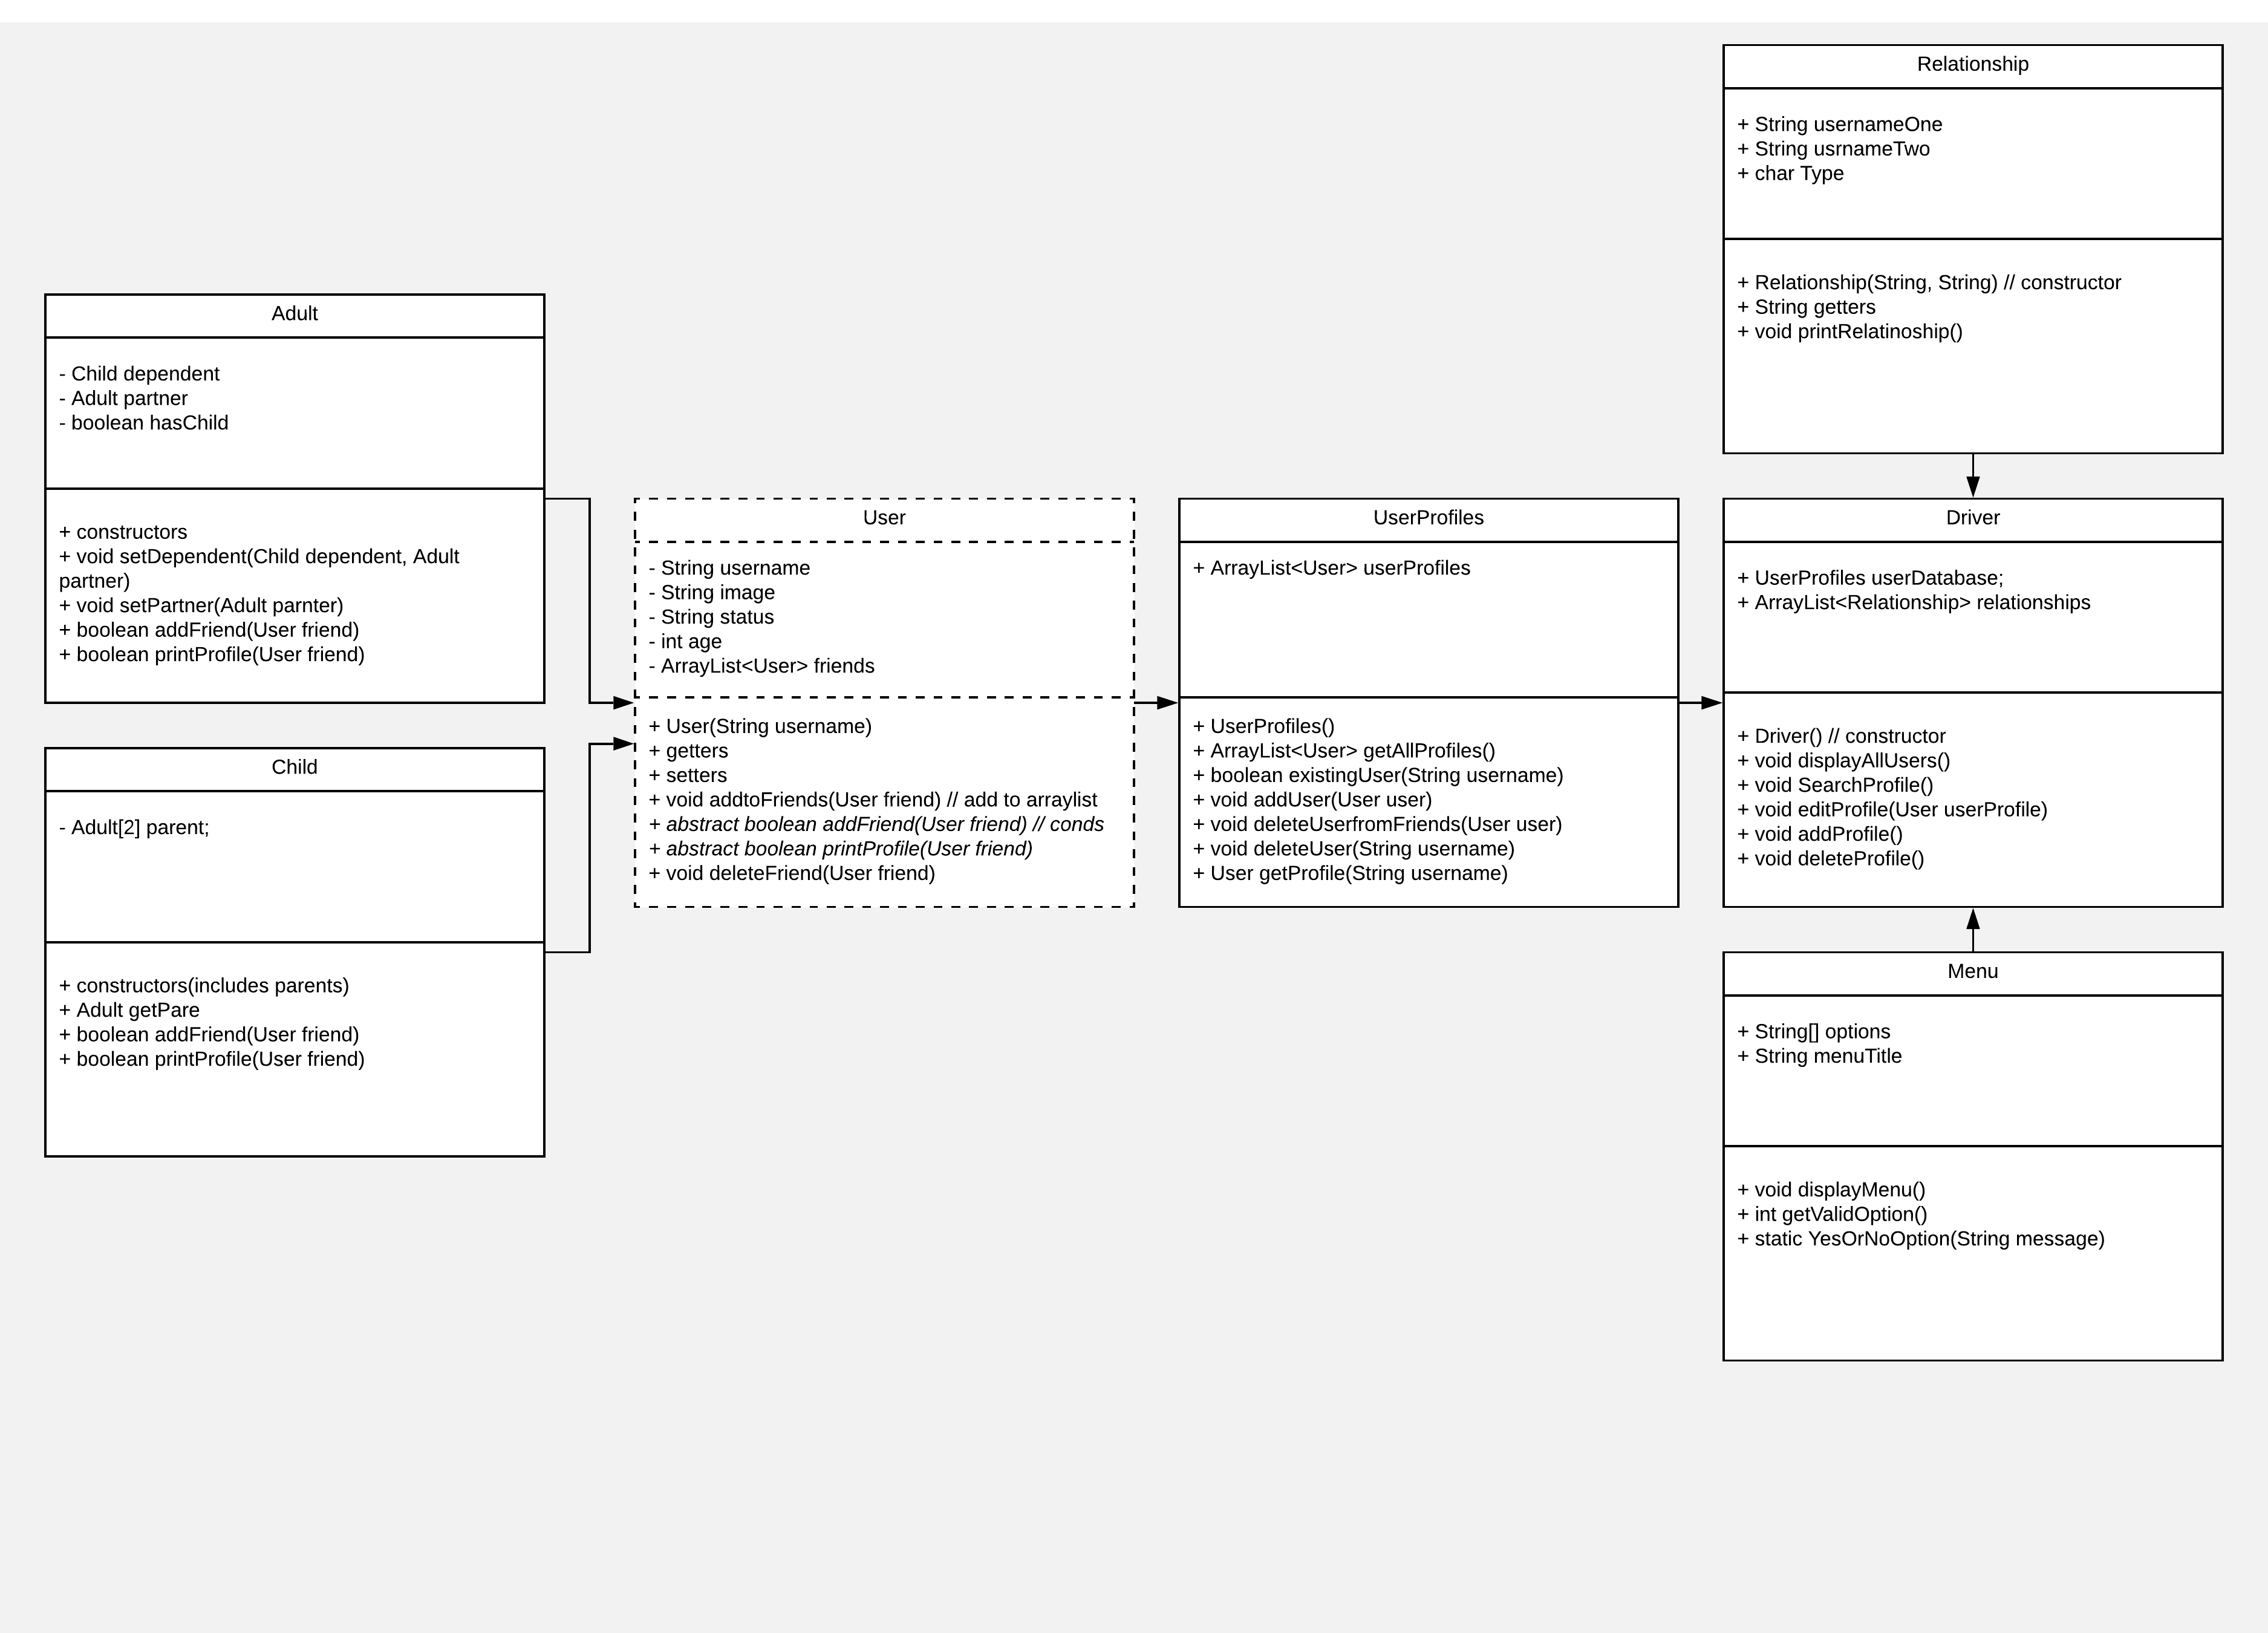 Relationship
+ String usernameOne
+ String usrnameTwo
+ char Type
+ Relationship(String, String) // constructor
+ String getters
+ void printRelatinoship()
Adult
- Child dependent
- Adult partner
- boolean hasChild
+ constructors
+ void setDependent(Child dependent, Adult
partner)
+ void setPartner(Adult parnter)
+ boolean addFriend(User friend)
+ boolean printProfile(User friend)
User
- String username
- String image
- String status
- int age
- ArrayList<User> friends
+ User(String username)
+ getters
+ setters
+ void addtoFriends(User friend) // add to arraylist
+ abstract boolean addFriend(User friend) // conds
+ abstract boolean printProfile(User friend)
+ void deleteFriend(User friend)
UserProfiles
+ ArrayList<User> userProfiles
+ UserProfiles()
+ ArrayList<User> getAllProfiles()
+ boolean existingUser(String username)
+ void addUser(User user)
+ void deleteUserfromFriends(User user)
+ void deleteUser(String username)
+ User getProfile(String username)
Driver
+ UserProfiles userDatabase;
+ ArrayList<Relationship> relationships
+ Driver() // constructor
+ void displayAllUsers()
+ void SearchProfile()
+ void editProfile(User userProfile)
+ void addProfile()
+ void deleteProfile()
Child
- Adult[2] parent;
+ constructors(includes parents)
+ Adult getPare
+ boolean addFriend(User friend)
+ boolean printProfile(User friend)
Menu
+ String[] options
+ String menuTitle
+ void displayMenu()
+ int getValidOption()
+ static YesOrNoOption(String message)